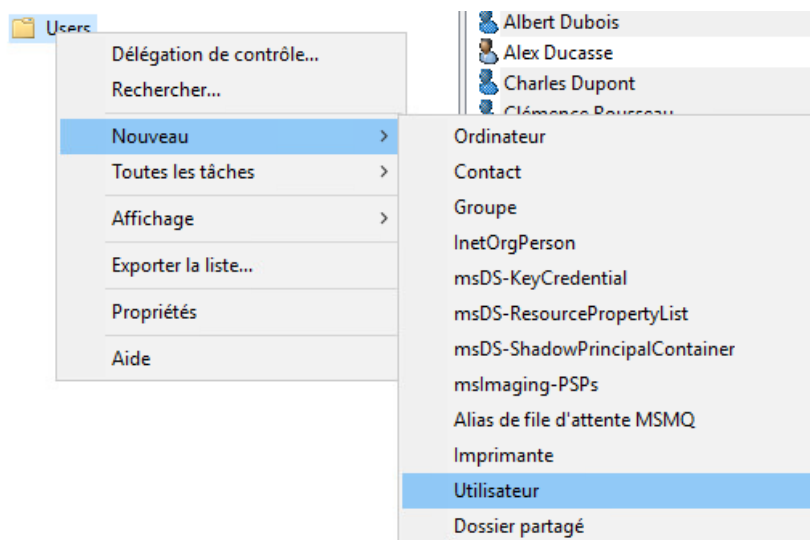 Users
Délégation de contrôle...
Rechercher...
Nouveau
Toutes les tâches
Affichage
Exporter la liste...
Propriétés
Aide
Albert Dubois
Alex Ducasse
Charles Dupont
Clémence Rousseau
Ordinateur
Contact
Groupe
InetOrgPerson
msDS-KeyCredential
msDS-ResourcePropertyList
msDS-ShadowPrincipalContainer
msImaging-PSPs
Alias de file d'attente MSMQ
Imprimante
Utilisateur
Dossier partagé